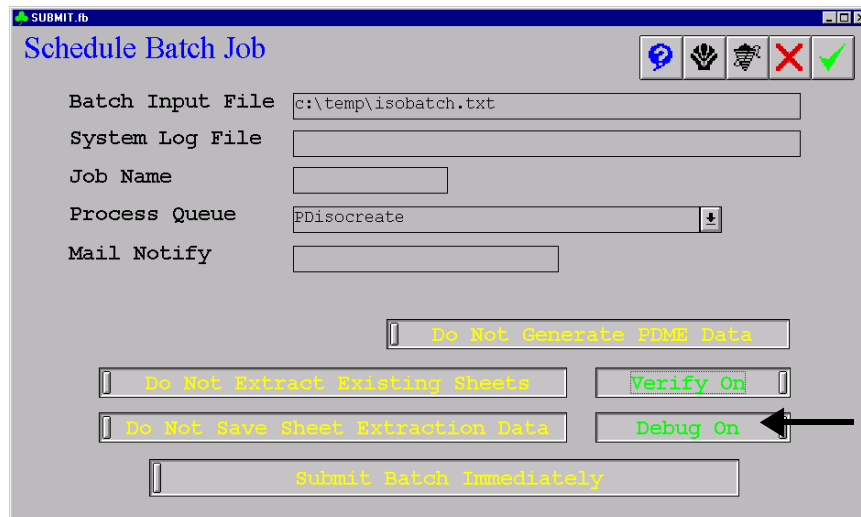 SUBMIT.fb
Schedule Batch Job
Batch Input File c:\temp\isobatch.txt
System Log File
Job Name
Process Queue PDisocreate
Mail Notify
Do Not Generate PDME Data
Do Not Extract Existing Sheets Verify On
Do Not Save Sheet Extraction Data Debug On
Submit Batch Immediately